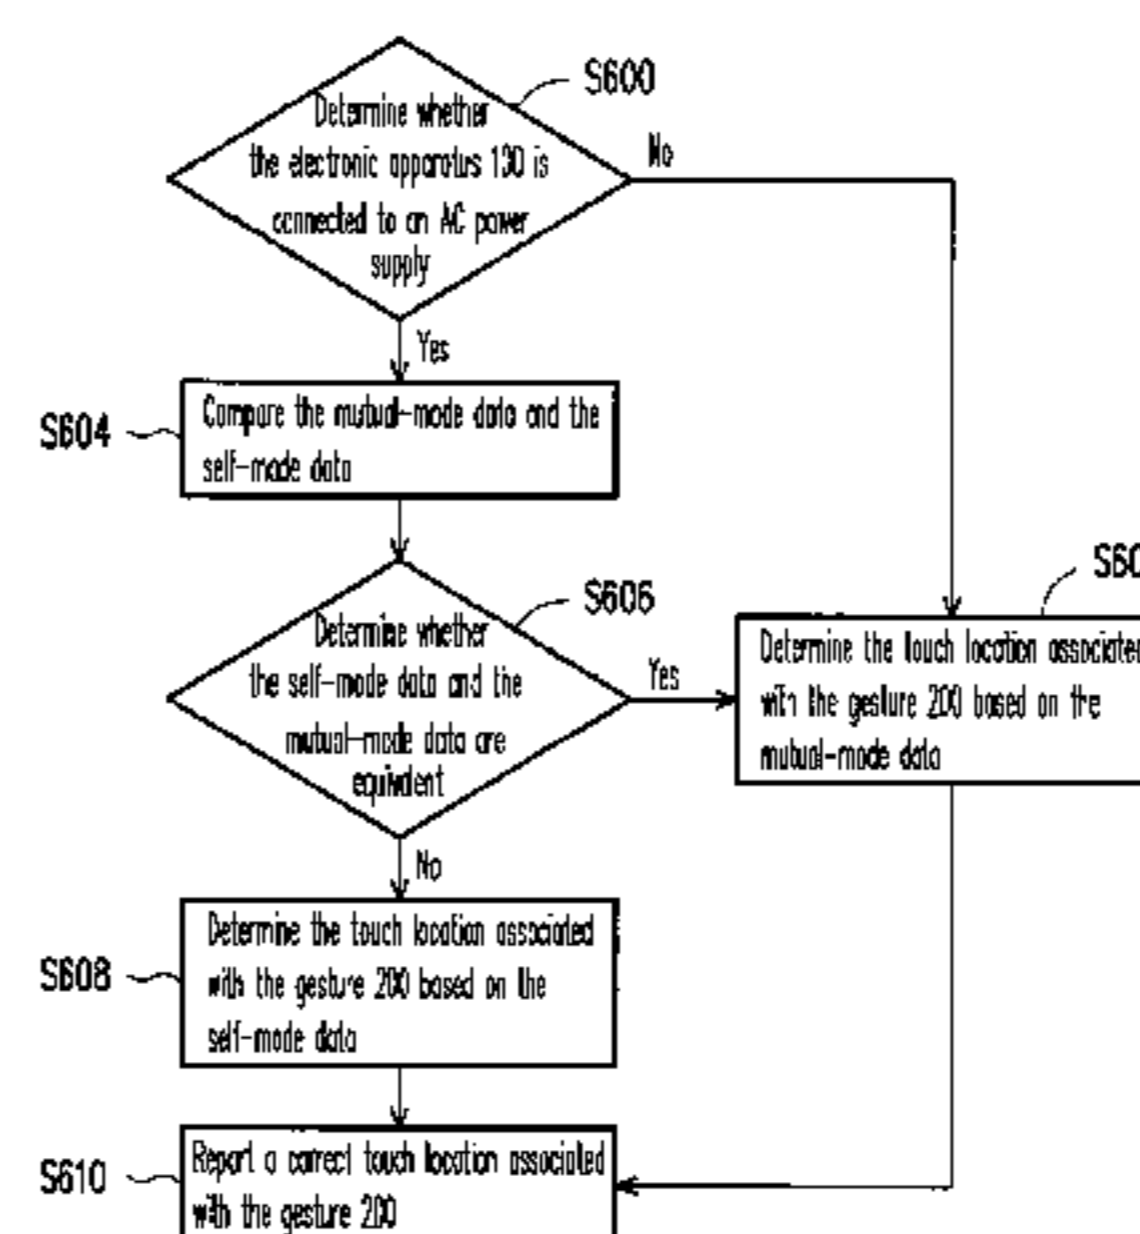 S600
Determine whether
the electronic apparatus 130 is
connected to an AC power
supply
No
Yes
S604
Compare the mutual-mode data and the
self-mode data
S606
Determine whether
the self-mode data and the
mutual-mode data are
equivalent
Yes
No
S60
Determine the touch location associated
with the gesture 200 based on the
mutual-mode data
S608
Determine the touch location associated
with the gesture 200 based on the
self-mode data
S610
Report a correct touch location associated
with the gesture 200